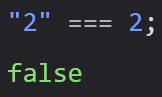 "2" === 2;
false